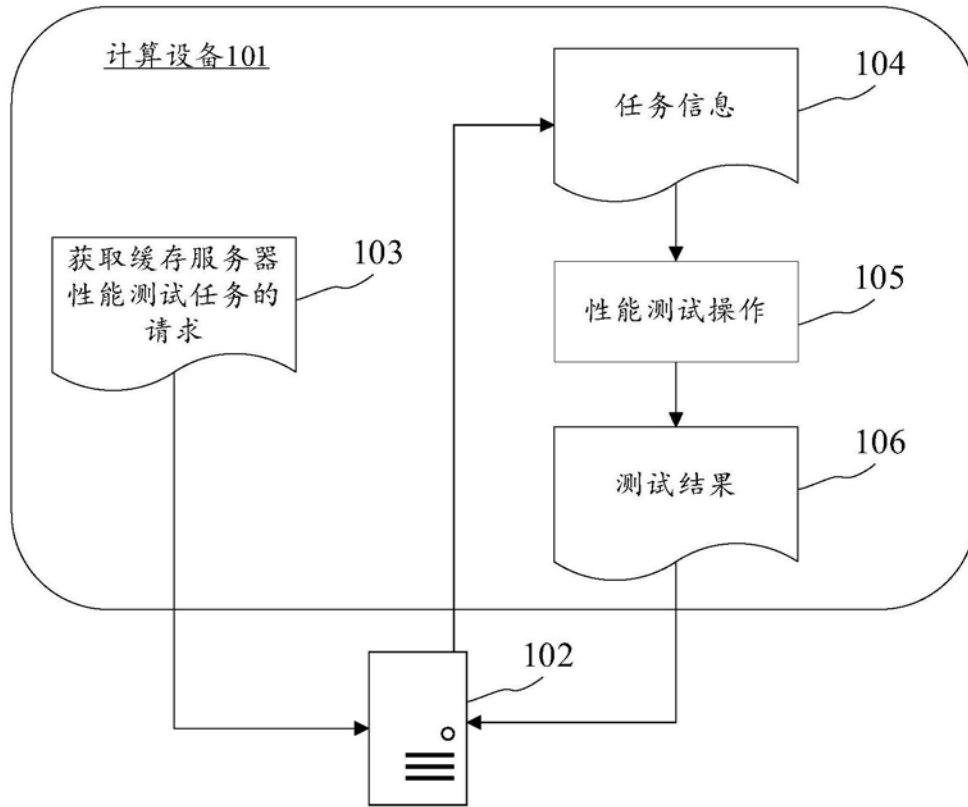 计算设备101
任务信息
104
获取缓存服务器
性能测试任务的
请求
103
性能测试操作
105
测试结果
106
102